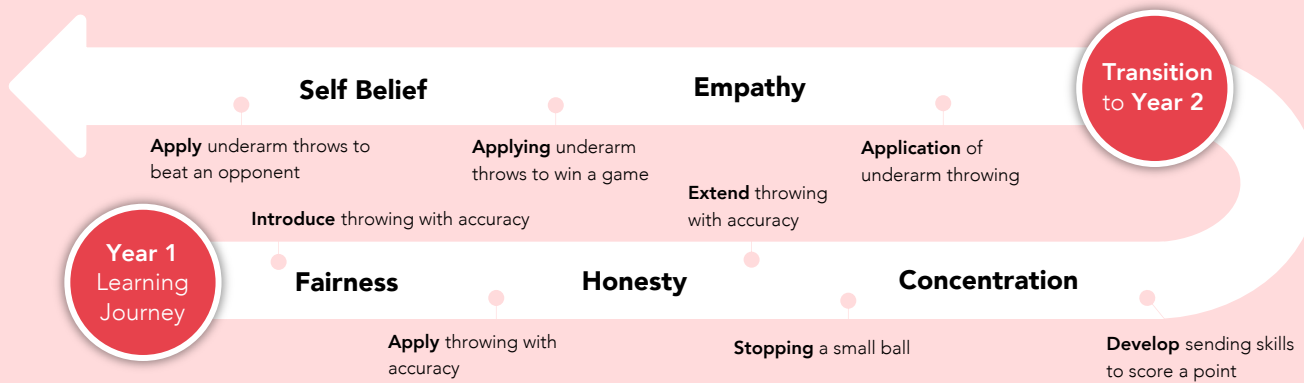 Self Belief
Empathy
Transition
to Year 2
Apply underarm throws to
beat an opponent
Applying underarm
throws to win a game
Application of
underarm throwing
Introduce throwing with accuracy
Extend throwing
with accuracy
Year 1
Learning
Journey
Fairness
Honesty
Concentration
Apply throwing with
accuracy
Stopping a small ball
Develop sending skills
to score a point